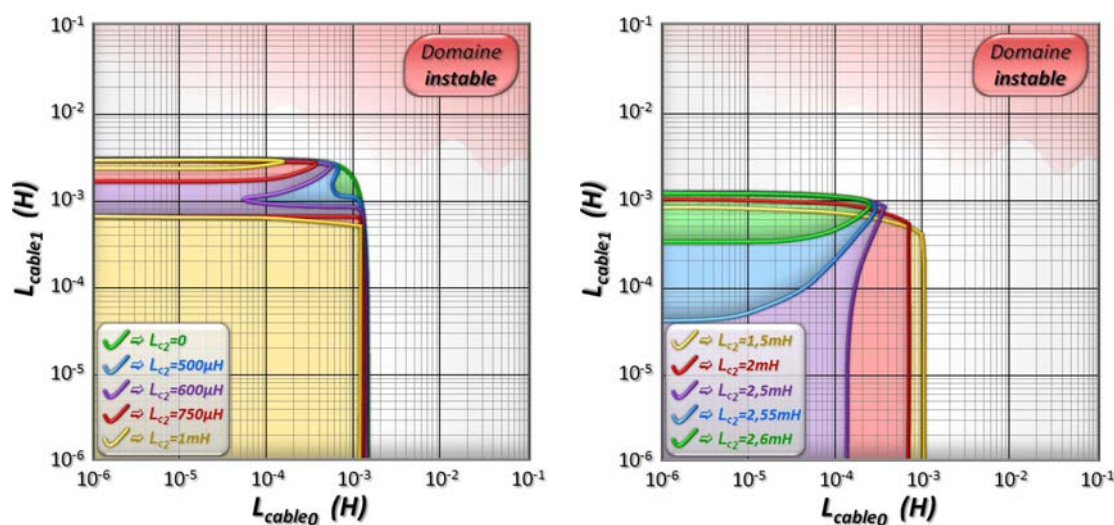 Domaine
instable
10⁻¹
10⁻²
10⁻³
10⁻⁴
10⁻⁵
10⁻⁶
L_cable1 (H)
✓ ⇨ L_c2=0
✓ ⇨ L_c2=500µH
✓ ⇨ L_c2=600µH
✓ ⇨ L_c2=750µH
✓ ⇨ L_c2=1mH
10⁻⁶ 10⁻⁵ 10⁻⁴ 10⁻³ 10⁻² 10⁻¹
L_cable0 (H)
Domaine
instable
10⁻¹
10⁻²
10⁻³
10⁻⁴
10⁻⁵
10⁻⁶
L_cable1 (H)
✓ ⇨ L_c2=1,5mH
✓ ⇨ L_c2=2mH
✓ ⇨ L_c2=2,5mH
✓ ⇨ L_c2=2,55mH
✓ ⇨ L_c2=2,6mH
10⁻⁶ 10⁻⁵ 10⁻⁴ 10⁻³ 10⁻² 10⁻¹
L_cable0 (H)